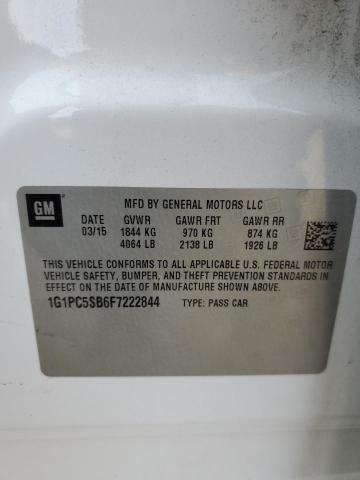 GM
MFD BY GENERAL MOTORS LLC
DATE GVWR GAWR FRT GAWR RR
03/15 1844 KG 970 KG 874 KG
4064 LB 2138 LB 1926 LB
THIS VEHICLE CONFORMS TO ALL APPLICABLE U.S. FEDERAL MOTOR
VEHICLE SAFETY, BUMPER, AND THEFT PREVENTION STANDARDS IN
EFFECT ON THE DATE OF MANUFACTURE SHOWN ABOVE.
1G1PC5SB6F7222844 TYPE: PASS CAR